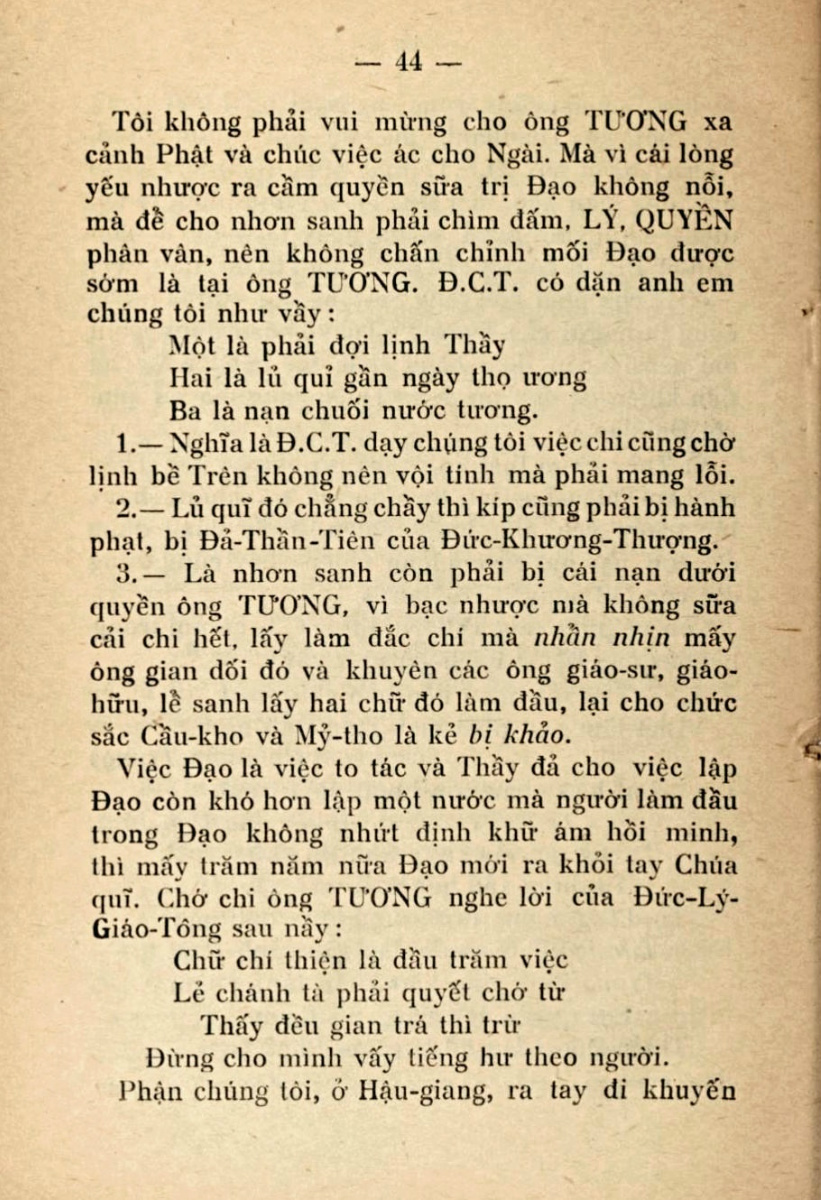 — 44 —
Tôi không phải vui mừng cho ông TƯƠNG xa
cảnh Phật và chúc việc ác cho Ngài. Mà vì cái lòng
yếu nhược ra cầm quyền sữa trị Đạo không nỗi,
mà để cho nhơn sanh phải chìm đấm, LÝ, QUYỀN
phân vân, nên không chấn chỉnh mối Đạo được
sớm là tại ông TƯƠNG. Đ.C.T. có dặn anh em
chúng tôi như vầy :
Một là phải đợi lịnh Thầy
Hai là lủ quỉ gần ngày thọ ương
Ba là nạn chuối nước tương.
1.— Nghĩa là Đ.C.T. dạy chúng tôi việc chi cũng chờ
lịnh bề Trên không nên vội tính mà phải mang lỗi.
2.— Lủ quĩ đó chẳng chầy thì kíp cũng phải bị hành
phạt, bị Đả-Thần-Tiên của Đức-Khương-Thượng.
3.— Là nhơn sanh còn phải bị cái nạn dưới
quyền ông TƯƠNG, vì bạc nhược mà không sữa
cải chi hết, lấy làm đắc chí mà nhẫn nhịn mấy
ông gian dối đó và khuyên các ông giáo-sư, giáo-
hữu, lể sanh lấy hai chữ đó làm đầu, lại cho chức
sắc Cầu-kho và Mỷ-tho là kẻ bị khảo.
Việc Đạo là việc to tác và Thầy đả cho việc lập
Đạo còn khó hơn lập một nước mà người làm đầu
trong Đạo không nhứt định khữ ám hồi minh,
thì mấy trăm năm nữa Đạo mới ra khỏi tay Chúa
quĩ. Chớ chi ông TƯƠNG nghe lời của Đức-Lý-
Giáo-Tông sau nầy :
Chữ chí thiện là đầu trăm việc
Lẻ chánh tà phải quyết chớ từ
Thấy đều gian trá thì trừ
Đừng cho mình vấy tiếng hư theo người.
Phận chúng tôi, ở Hậu-giang, ra tay đi khuyến